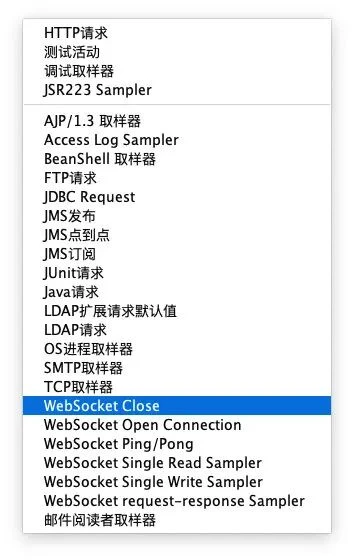 HTTP请求
测试活动
调试取样器
JSR223 Sampler
AJP/1.3 取样器
Access Log Sampler
BeanShell 取样器
FTP请求
JDBC Request
JMS发布
JMS点到点
JMS订阅
JUnit请求
Java请求
LDAP扩展请求默认值
LDAP请求
OS进程取样器
SMTP取样器
TCP取样器
WebSocket Close
WebSocket Open Connection
WebSocket Ping/Pong
WebSocket Single Read Sampler
WebSocket Single Write Sampler
WebSocket request-response Sampler
邮件阅读者取样器